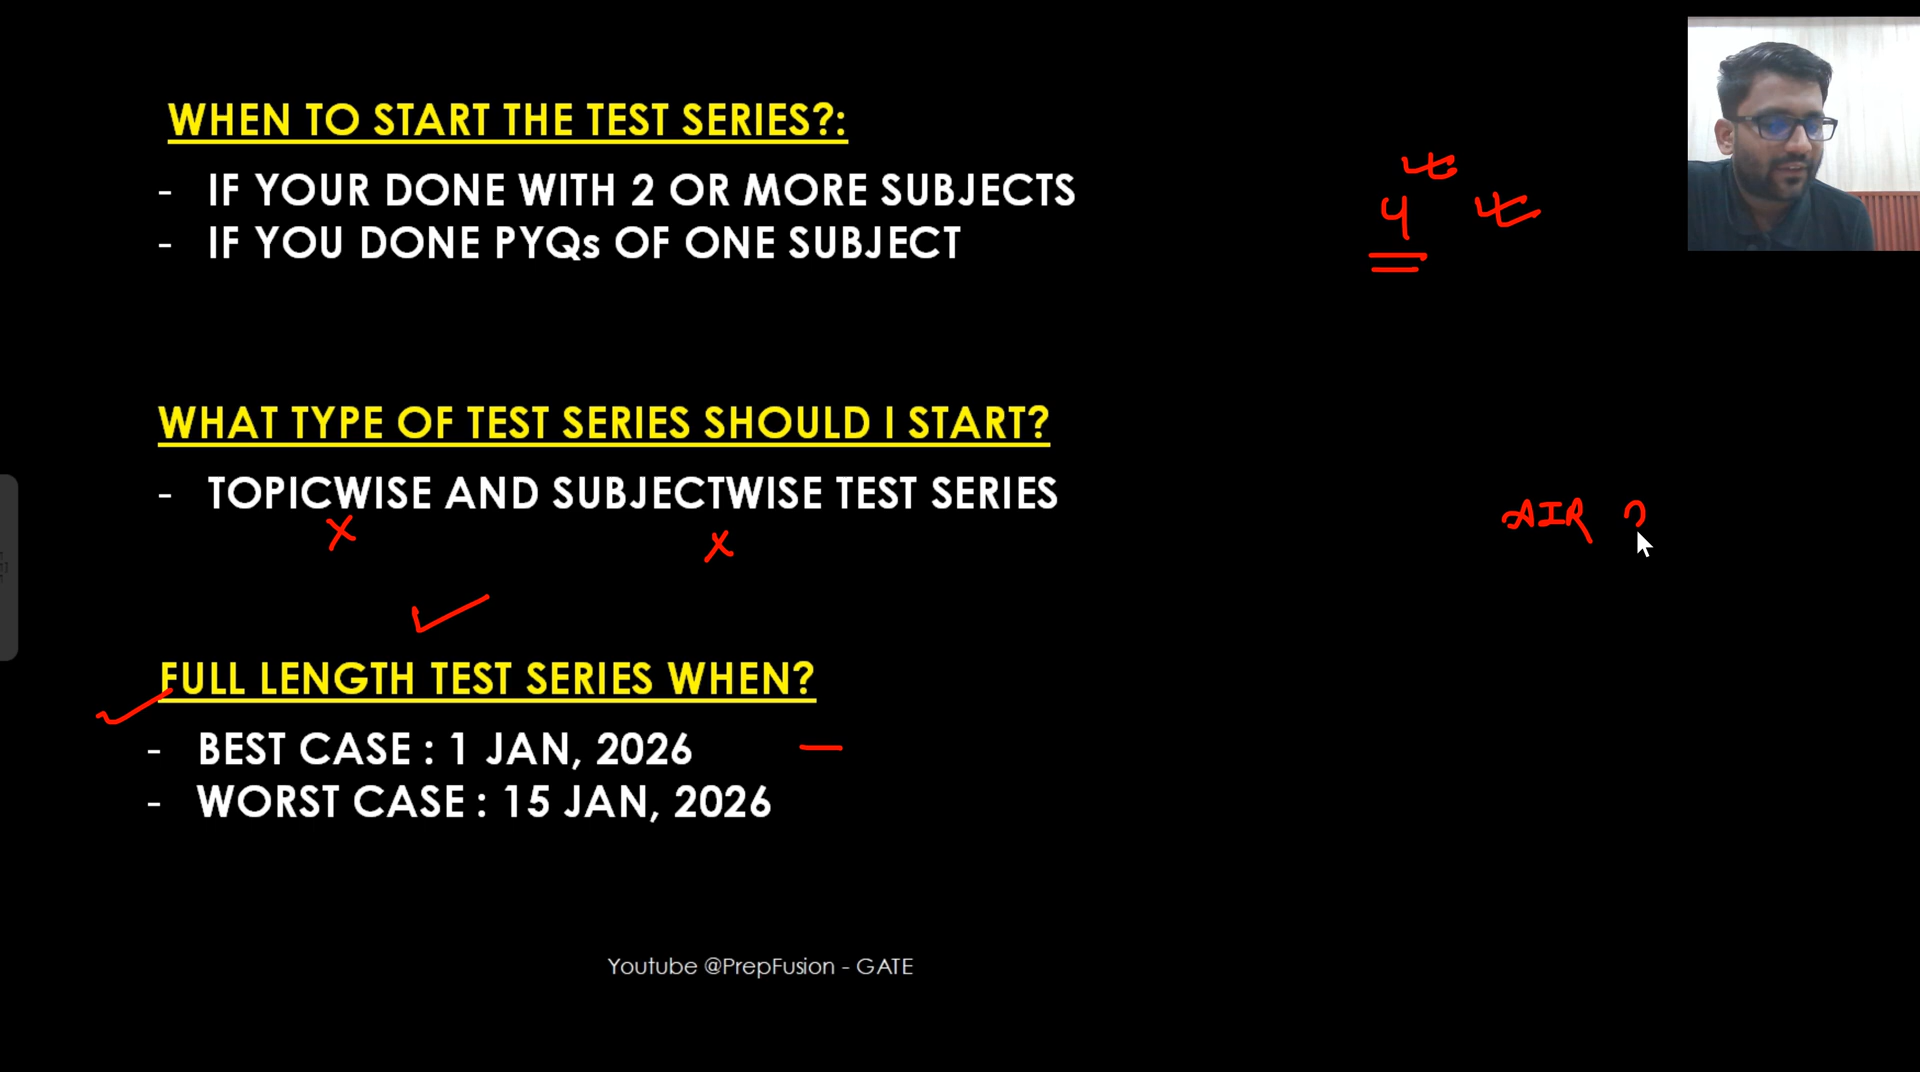 WHEN TO START THE TEST SERIES?:
- IF YOUR DONE WITH 2 OR MORE SUBJECTS
- IF YOU DONE PYQs OF ONE SUBJECT
4
WHAT TYPE OF TEST SERIES SHOULD I START?
- TOPICWISE AND SUBJECTWISE TEST SERIES
AIR ?
FULL LENGTH TEST SERIES WHEN?
- BEST CASE : 1 JAN, 2026
- WORST CASE : 15 JAN, 2026
Youtube @PrepFusion - GATE